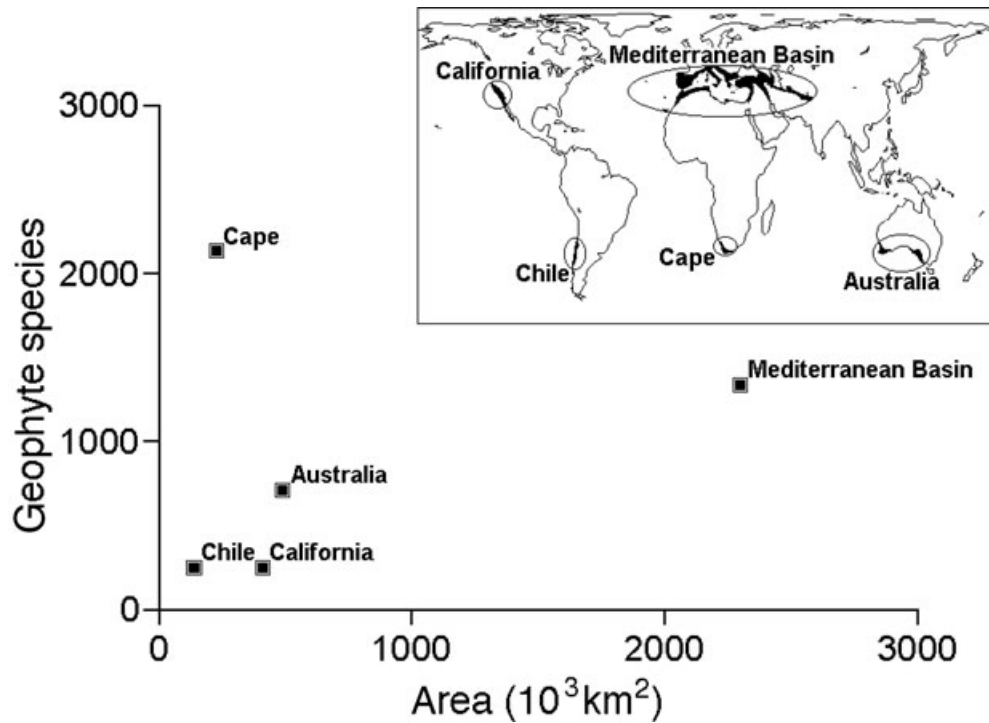 Mediterranean Basin
California
Chile
Cape
Australia
3000
Cape
2000
Mediterranean Basin
Geophyte species
1000
Australia
Chile
California
0
0
1000
2000
3000
Area (10³km²)